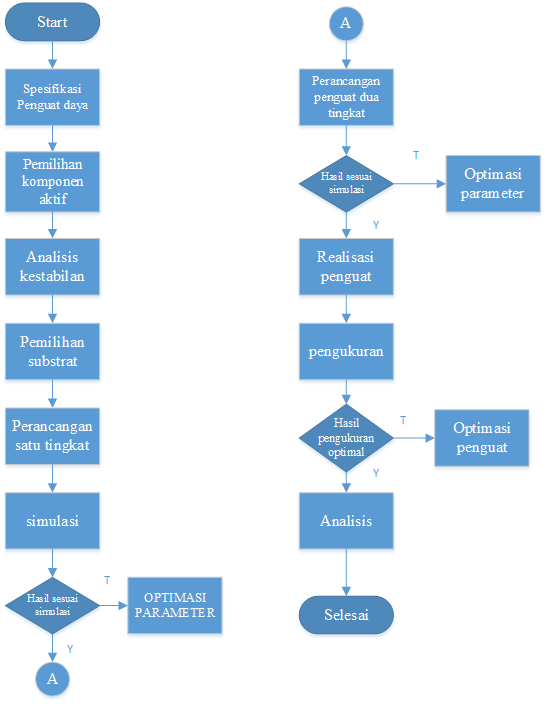 Start
Spesifikasi
Penguat daya
Pemilihan
komponen
aktif
Analisis
kestabilan
Pemilihan
substrat
Perancangan
satu tingkat
simulasi
Hasil sesuai
simulasi
T
OPTIMASI
PARAMETER
Y
A
A
Perancangan
penguat dua
tingkat
Hasil sesuai
simulasi
T
Optimasi
parameter
Y
Realisasi
penguat
pengukuran
Hasil
pengukuran
optimal
T
Optimasi
penguat
Y
Analisis
Selesai